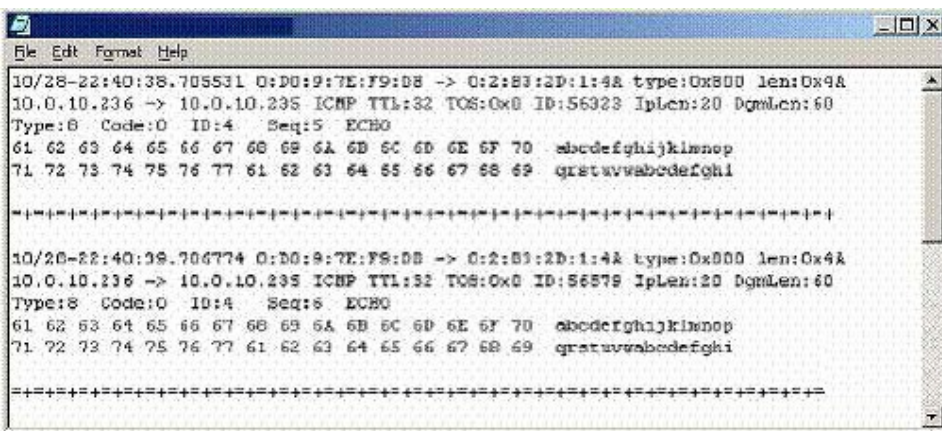 File Edit Format Help
10/28-22:40:38.705531 0:D0:9:7E:F9:DB -> 0:2:B3:2D:1:4A type:0x800 len:0x4A
10.0.10.236 -> 10.0.10.235 ICMP TTL:32 TOS:0x0 ID:56323 IpLen:20 DgmLen:60
Type:8 Code:0 ID:4 Seq:5 ECHO
61 62 63 64 65 66 67 68 69 6A 6B 6C 6D 6E 6F 70 abcdefghijklmnop
71 72 73 74 75 76 77 61 62 63 64 65 66 67 68 69 qrstuvwabcdefghi
=+=+=+=+=+=+=+=+=+=+=+=+=+=+=+=+=+=+=+=+=+=+=+=+=+=+=+=+=+=+=+=+=+=+=+=+
10/28-22:40:39.706774 0:D0:9:7E:F9:DB -> 0:2:B3:2D:1:4A type:0x800 len:0x4A
10.0.10.236 -> 10.0.10.235 ICMP TTL:32 TOS:0x0 ID:56579 IpLen:20 DgmLen:60
Type:8 Code:0 ID:4 Seq:6 ECHO
61 62 63 64 65 66 67 68 69 6A 6B 6C 6D 6E 6F 70 abcdefghijklmnop
71 72 73 74 75 76 77 61 62 63 64 65 66 67 68 69 qrstuvwabcdefghi
=+=+=+=+=+=+=+=+=+=+=+=+=+=+=+=+=+=+=+=+=+=+=+=+=+=+=+=+=+=+=+=+=+=+=+=